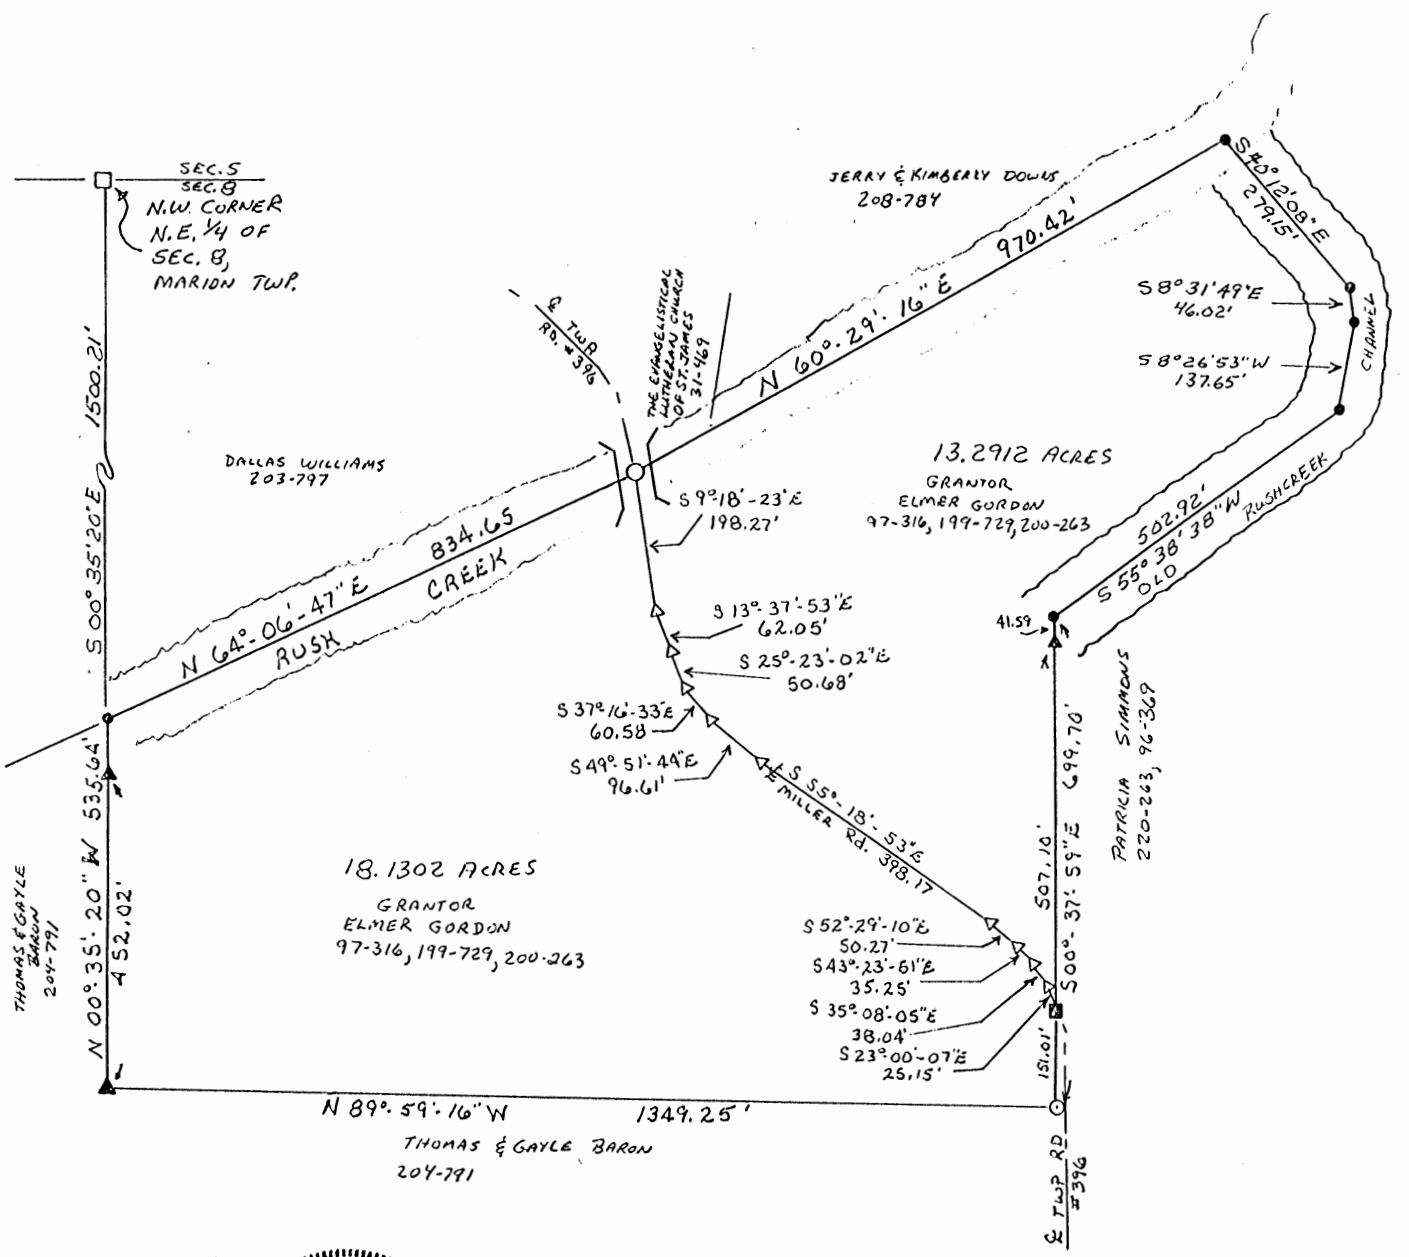 SEC. 5
SEC. 8
N.W. CORNER
N.E. 1/4 OF
SEC. 8,
MARION TWP.
S 00° 35' 20" E 1500.21'
JERRY & KIMBERLY DOWNS
208-784
S 40° 12' 08" E
279.15'
S 8° 31' 49" E
46.02'
S 8° 26' 53" W
137.65'
CHANNEL
℄ TWP.
RD. #396
THE EVANGELISTICAL
LUTHERAN CHURCH
OF ST. JAMES
31-469
N 60°- 29'- 16" E 970.42'
DALLAS WILLIAMS
203-797
N 64°- 06'- 47" E 834.65
RUSH CREEK
S 9°-18'-23" E
198.27'
13.2912 ACRES
GRANTOR
ELMER GORDON
97-316, 199-729, 200-263
502.92'
S 55° 38' 38" W
OLD RUSHCREEK
41.59
S 13°- 37'- 53" E
62.05'
S 25°- 23'- 02" E
50.68'
S 37°-16'-33" E
60.58
S 49°- 51'- 44" E
96.61'
S 55°- 18'- 53" E
℄ MILLER Rd. 398.17
PATRICIA SIMMONS
220-263, 96-369
507.10'
S 00°- 37'- 59" E 699.70'
N 00°- 35'- 20" W 535.64'
452.02'
THOMAS & GAYLE
BARON
204-791
18.1302 ACRES
GRANTOR
ELMER GORDON
97-316, 199-729, 200-263
S 52°- 29'- 10" E
50.27'
S 43°- 23'- 61" E
35.25'
S 35°- 08'- 05" E
38.04'
S 23°- 00'- 07" E
25.15'
151.01'
N 89°- 59'- 16" W 1349.25'
THOMAS & GAYLE BARON
204-791
℄ TWP RD
#396